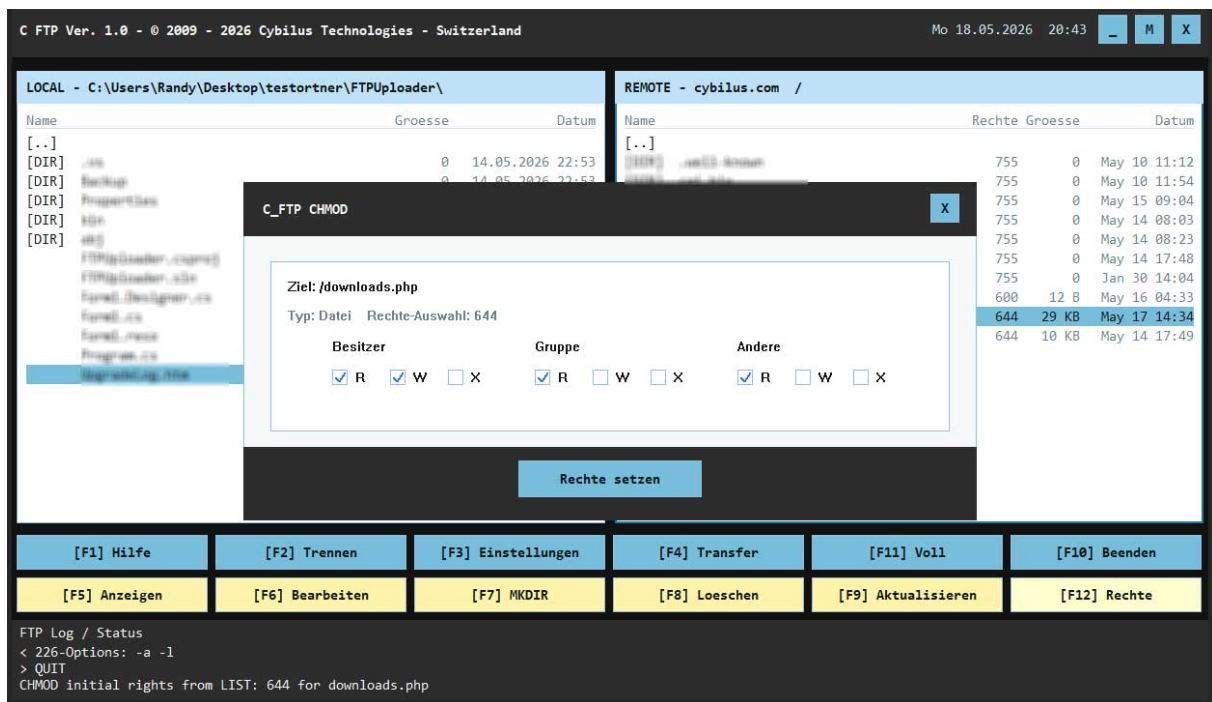 C FTP Ver. 1.0 - © 2009 - 2026 Cybilus Technologies - Switzerland
Mo 18.05.2026 20:43 _ M X
LOCAL - C:\Users\Randy\Desktop\testortner\FTPUploader\
Name Groesse Datum
[..]
[DIR] 0 14.05.2026 22:53
[DIR] 0 14.05.2026 22:53
[DIR]
[DIR]
[DIR]
REMOTE - cybilus.com /
Name Rechte Groesse Datum
[..]
755 0 May 10 11:12
755 0 May 10 11:54
755 0 May 15 09:04
755 0 May 14 08:03
755 0 May 14 08:23
755 0 May 14 17:48
755 0 Jan 30 14:04
600 12 B May 16 04:33
644 29 KB May 17 14:34
644 10 KB May 14 17:49
C_FTP CHMOD X
Ziel: /downloads.php
Typ: Datei Rechte-Auswahl: 644
Besitzer Gruppe Andere
R W X R W X R W X
Rechte setzen
[F1] Hilfe [F2] Trennen [F3] Einstellungen [F4] Transfer [F11] Voll [F10] Beenden
[F5] Anzeigen [F6] Bearbeiten [F7] MKDIR [F8] Loeschen [F9] Aktualisieren [F12] Rechte
FTP Log / Status
< 226-Options: -a -l
> QUIT
CHMOD initial rights from LIST: 644 for downloads.php